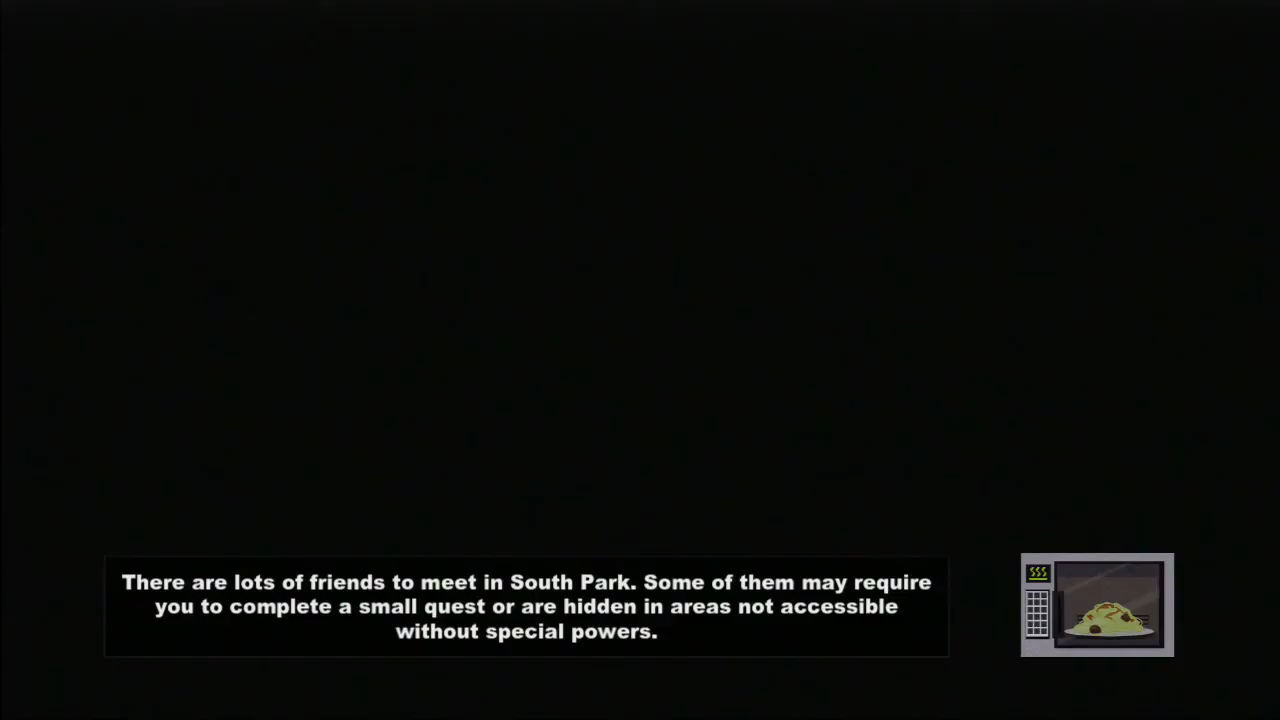 There are lots of friends to meet in South Park. Some of them may require
you to complete a small quest or are hidden in areas not accessible
without special powers.